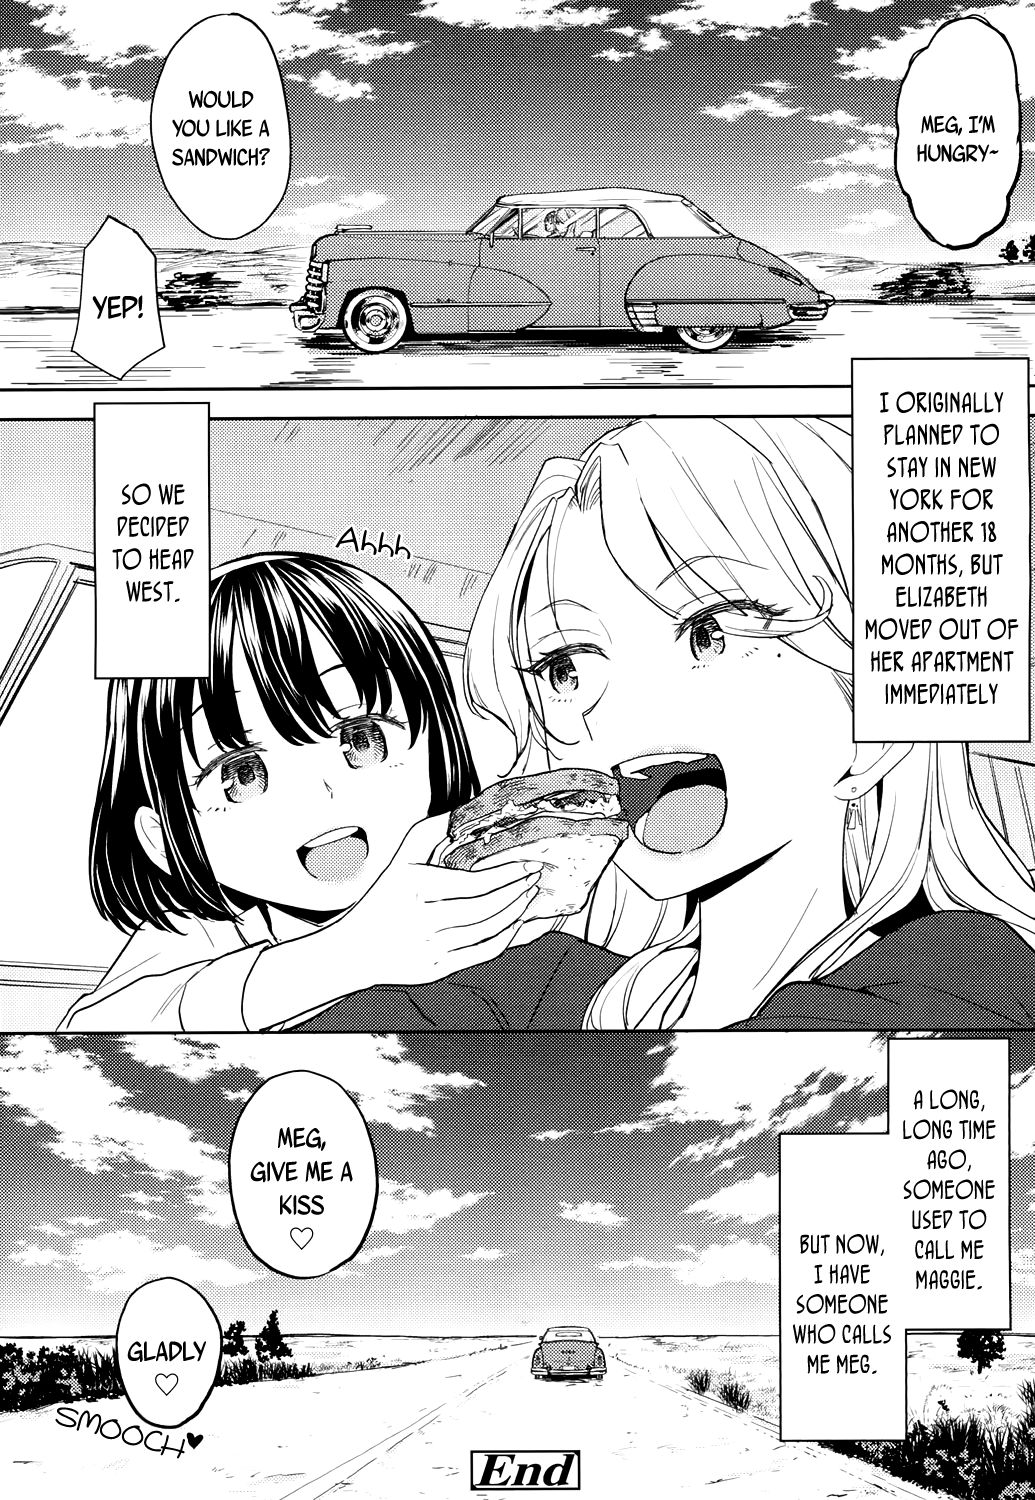 MEG, I'M
HUNGRY~
WOULD
YOU LIKE A
SANDWICH?
YEP!
I ORIGINALLY
PLANNED TO
STAY IN NEW
YORK FOR
ANOTHER 18
MONTHS, BUT
ELIZABETH
MOVED OUT OF
HER APARTMENT
IMMEDIATELY
Ahhh
SO WE
DECIDED
TO HEAD
WEST.
A LONG,
LONG TIME
AGO,
SOMEONE
USED TO
CALL ME
MAGGIE.
BUT NOW,
I HAVE
SOMEONE
WHO CALLS
ME MEG.
MEG,
GIVE ME A
KISS
♡
GLADLY
♡
SMOOCH♥
End